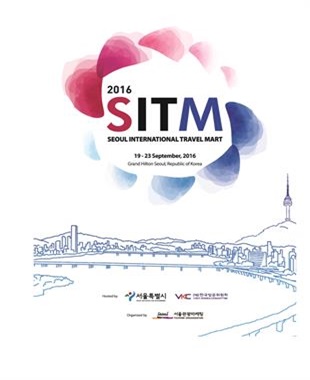 2016
SITM
SEOUL INTERNATIONAL TRAVEL MART
19 - 23 September, 2016
Grand Hilton Seoul, Republic of Korea
Hosted by 서울특별시 VKC
Organized by 서울관광마케팅